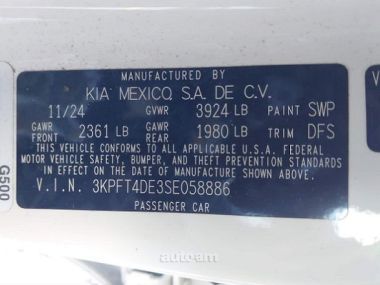 MANUFACTURED BY
KIA MEXICO, S.A. DE C.V.
11/24 GVWR 3924 LB PAINT SWP
GAWR FRONT 2361 LB GAWR REAR 1980 LB TRIM DFS
THIS VEHICLE CONFORMS TO ALL APPLICABLE U.S.A. FEDERAL
MOTOR VEHICLE SAFETY, BUMPER, AND THEFT PREVENTION STANDARDS
IN EFFECT ON THE DATE OF MANUFACTURE SHOWN ABOVE.
V.I.N. 3KPFT4DE3SE058886
PASSENGER CAR
G500
autoam